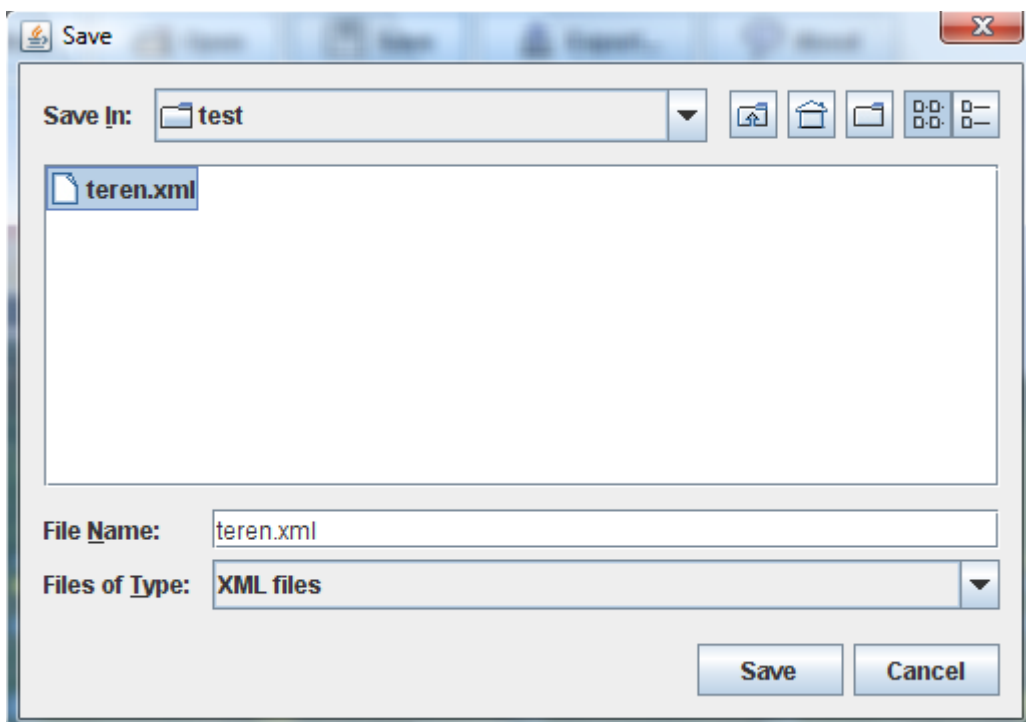 Save
Save In: test
teren.xml
File Name: teren.xml
Files of Type: XML files
Save Cancel